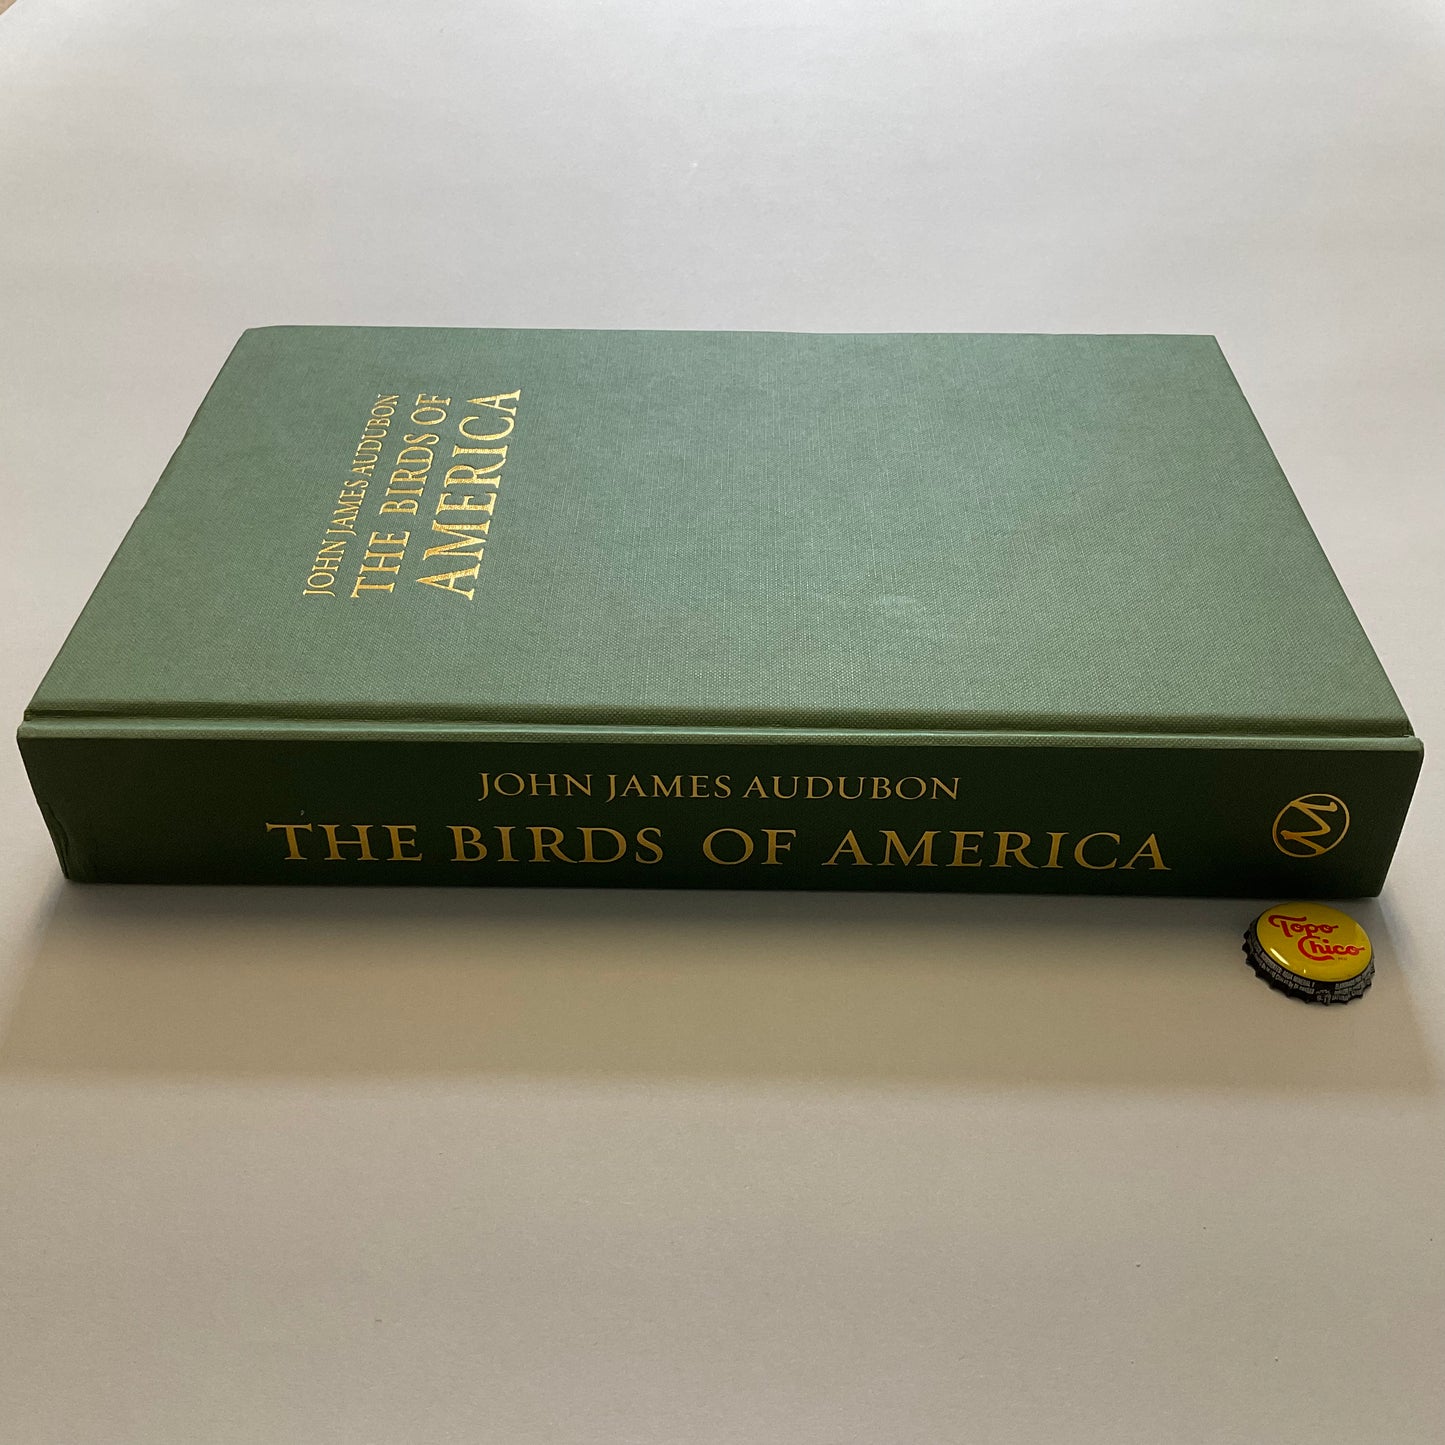 JOHN JAMES AUDUBON
THE BIRDS OF
AMERICA
JOHN JAMES AUDUBON
THE BIRDS OF AMERICA
M
Topo
Chico